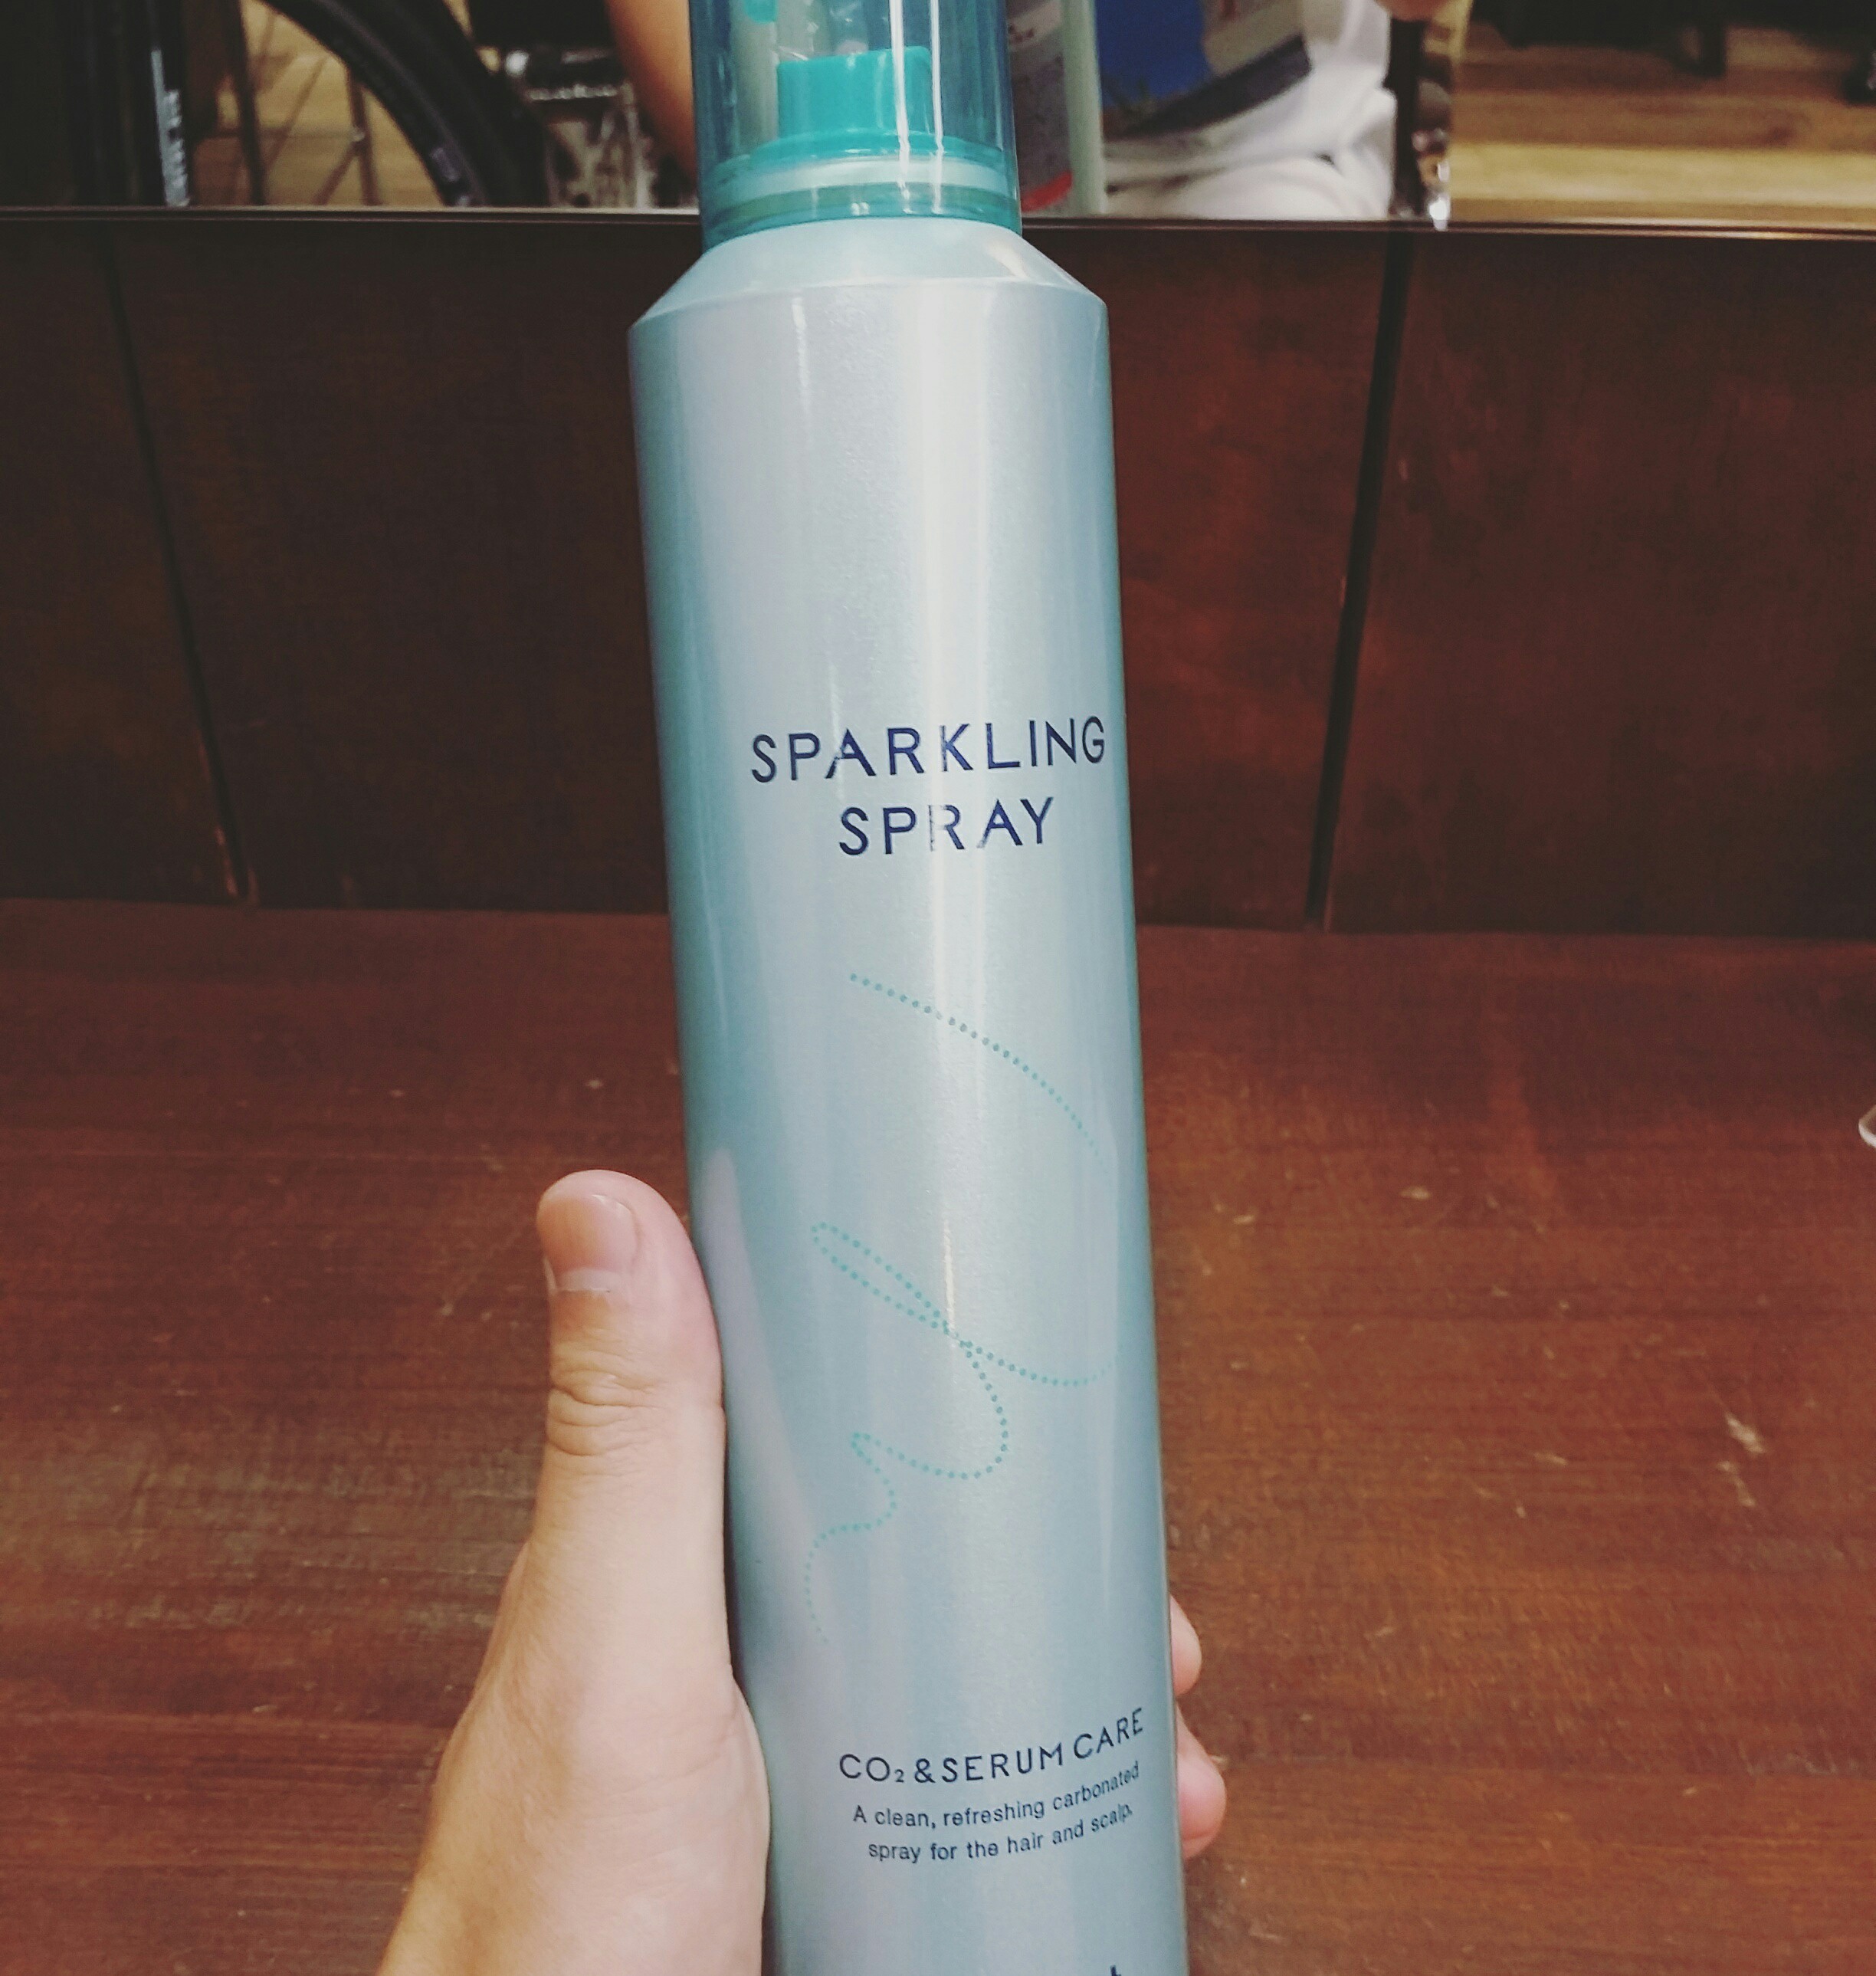 SPARKLING
SPRAY
CO₂ & SERUM CARE
A clean, refreshing carbonated
spray for the hair and scalp.